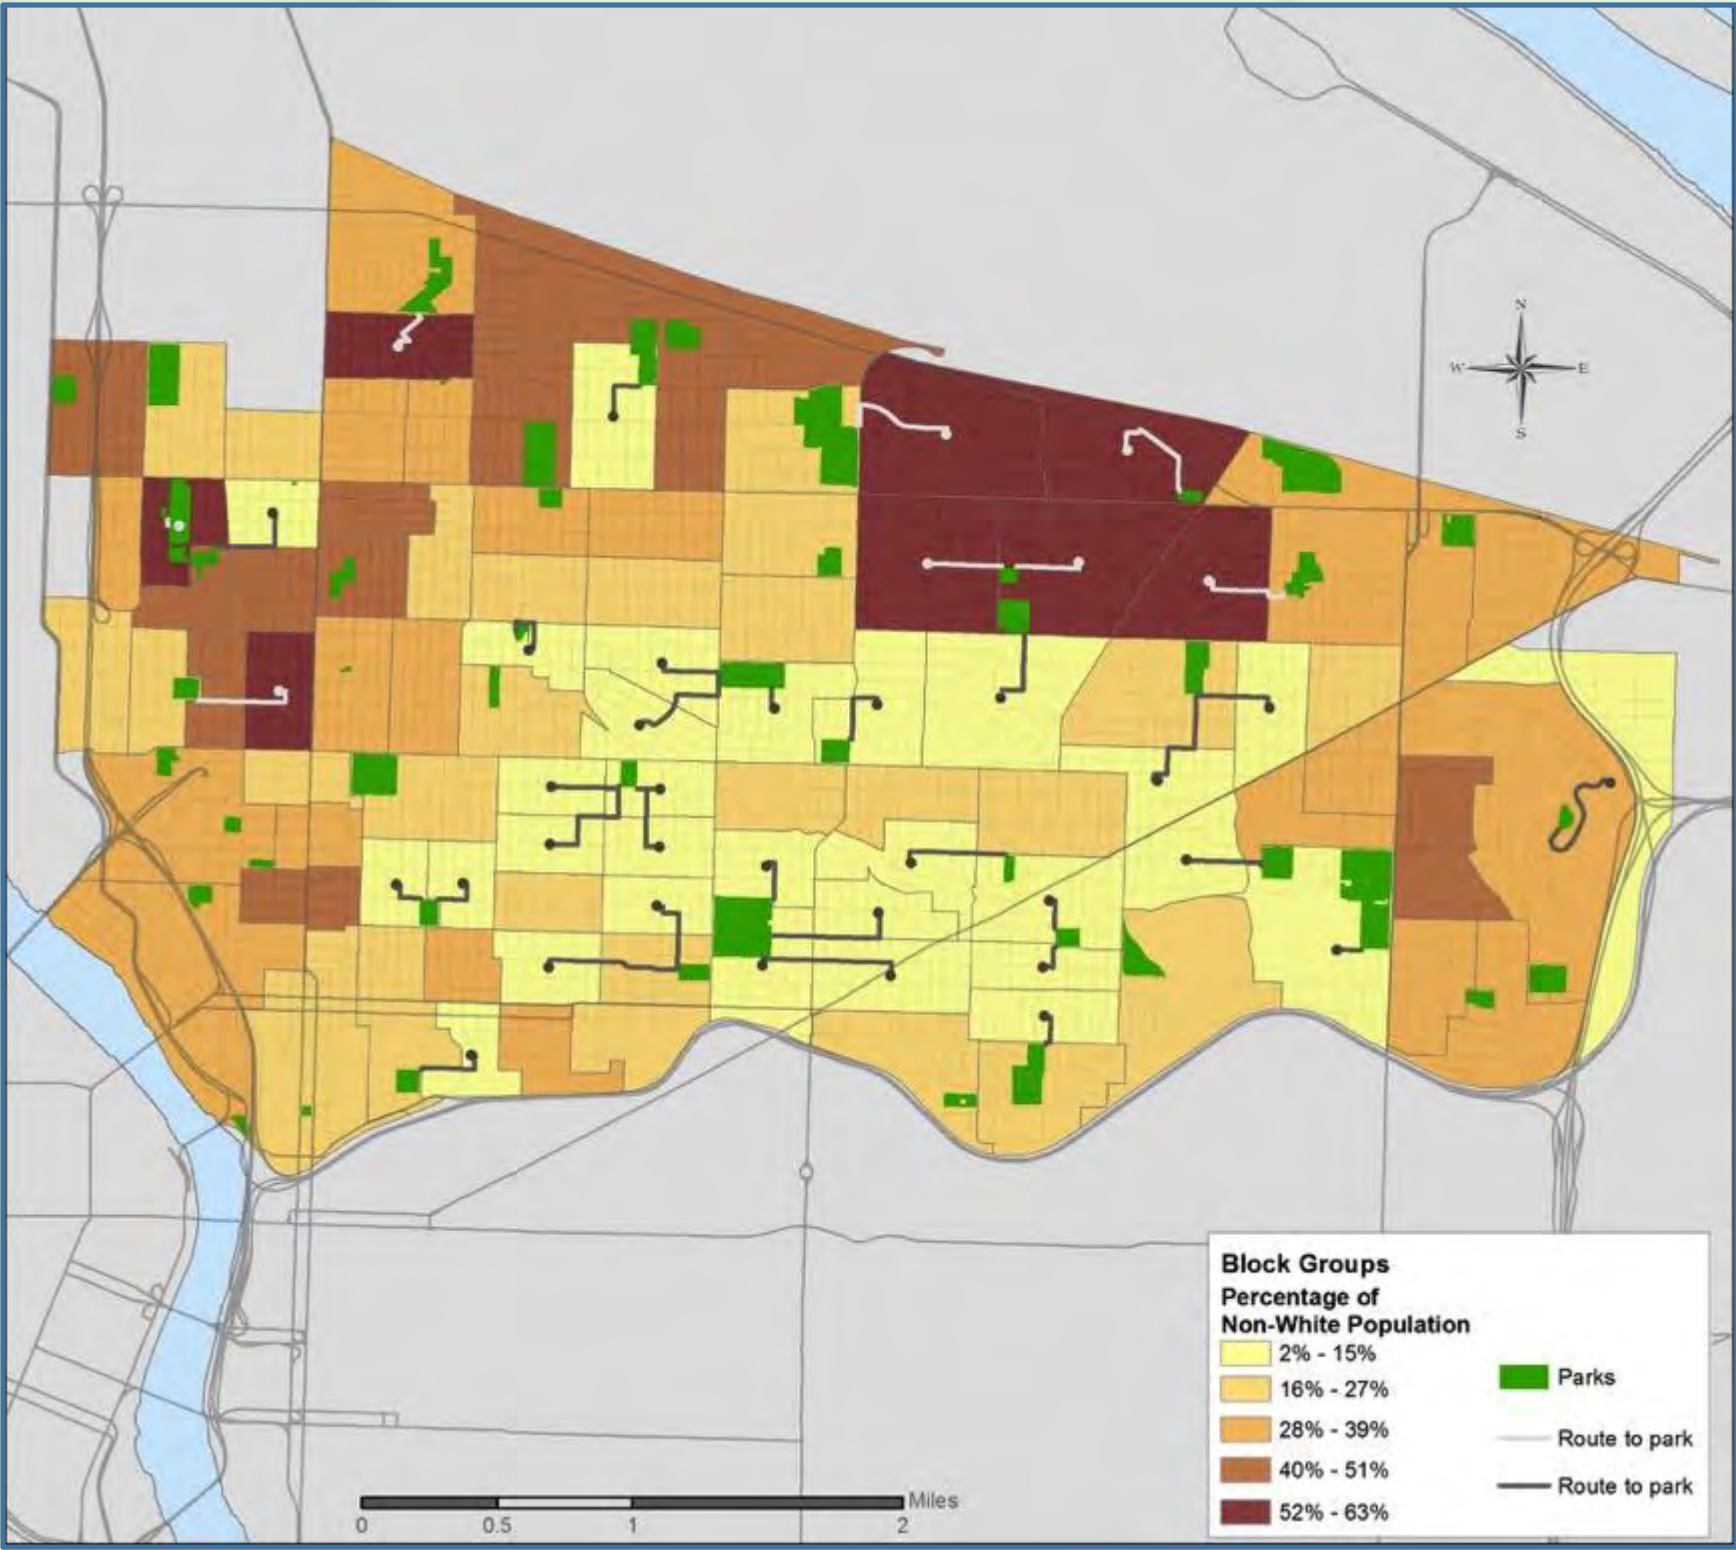 N
W
E
S
Block Groups
Percentage of
Non-White Population
2% - 15%
16% - 27%
28% - 39%
40% - 51%
52% - 63%
Parks
Route to park
Route to park
Miles
0 0.5 1 2